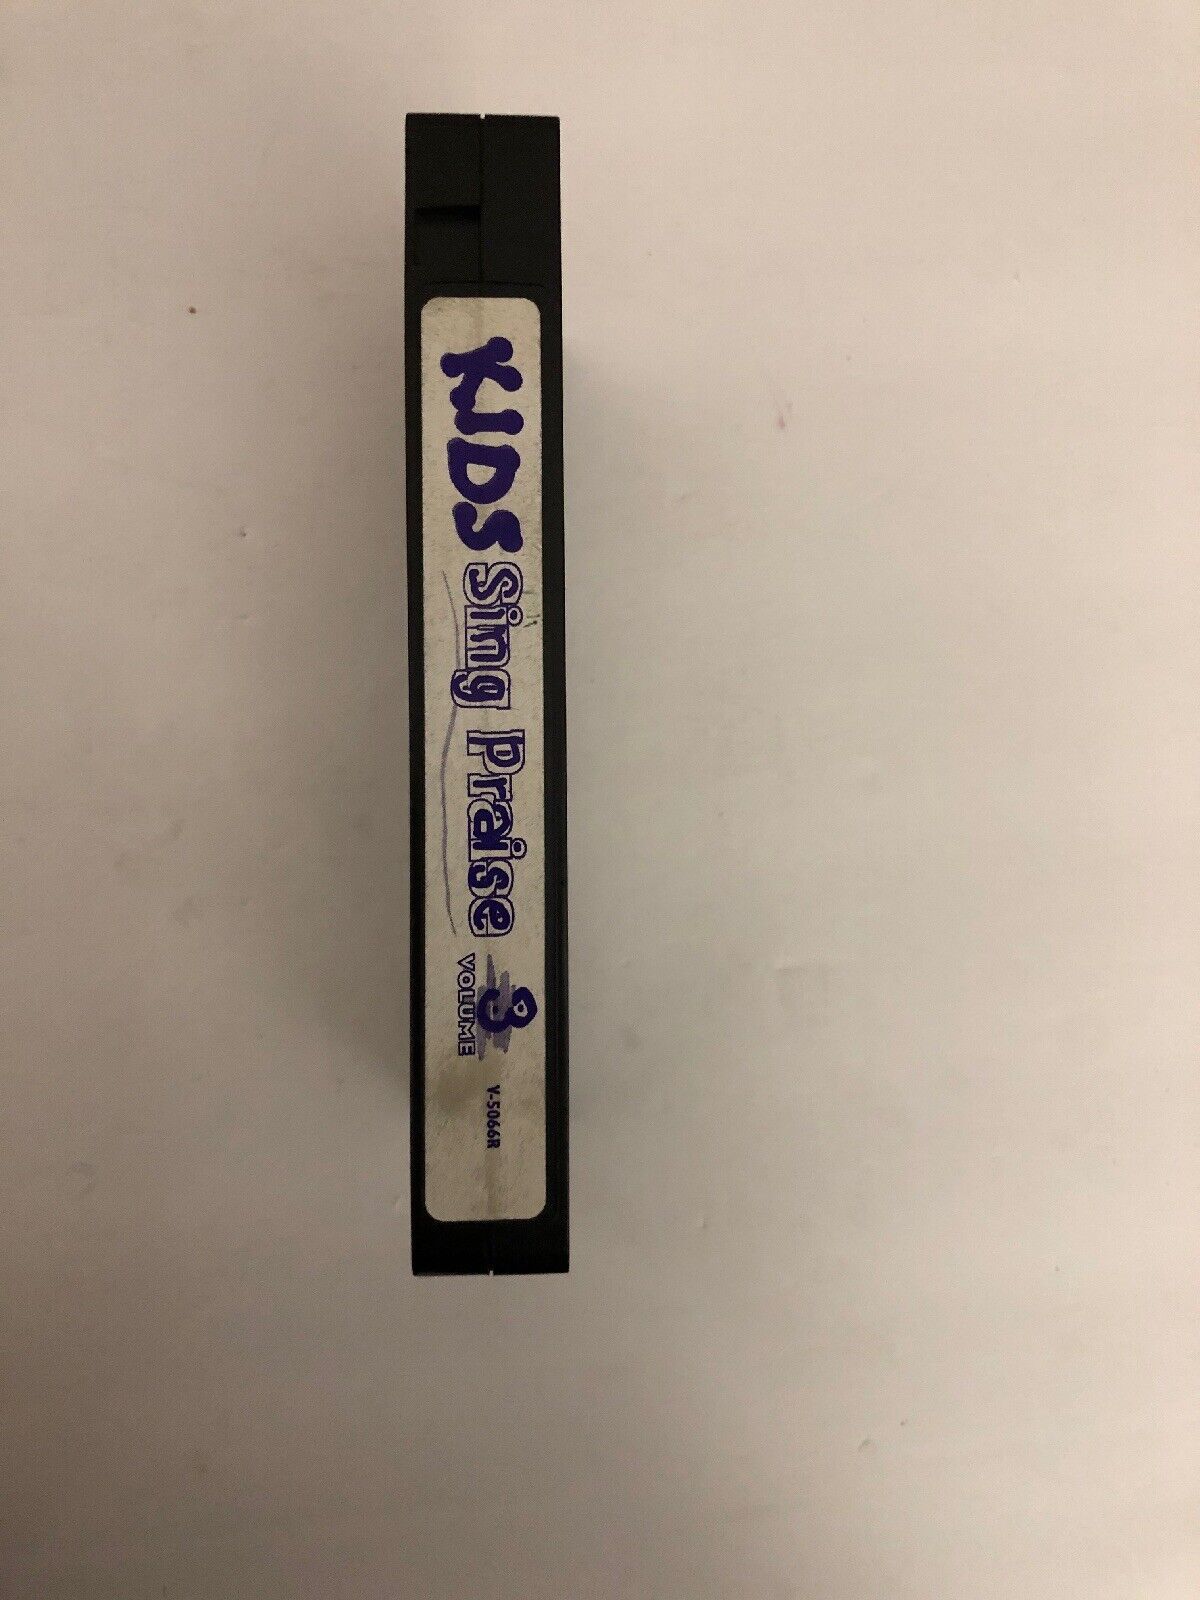 KIDS Sing Praise
VOLUME 3
V-5066R